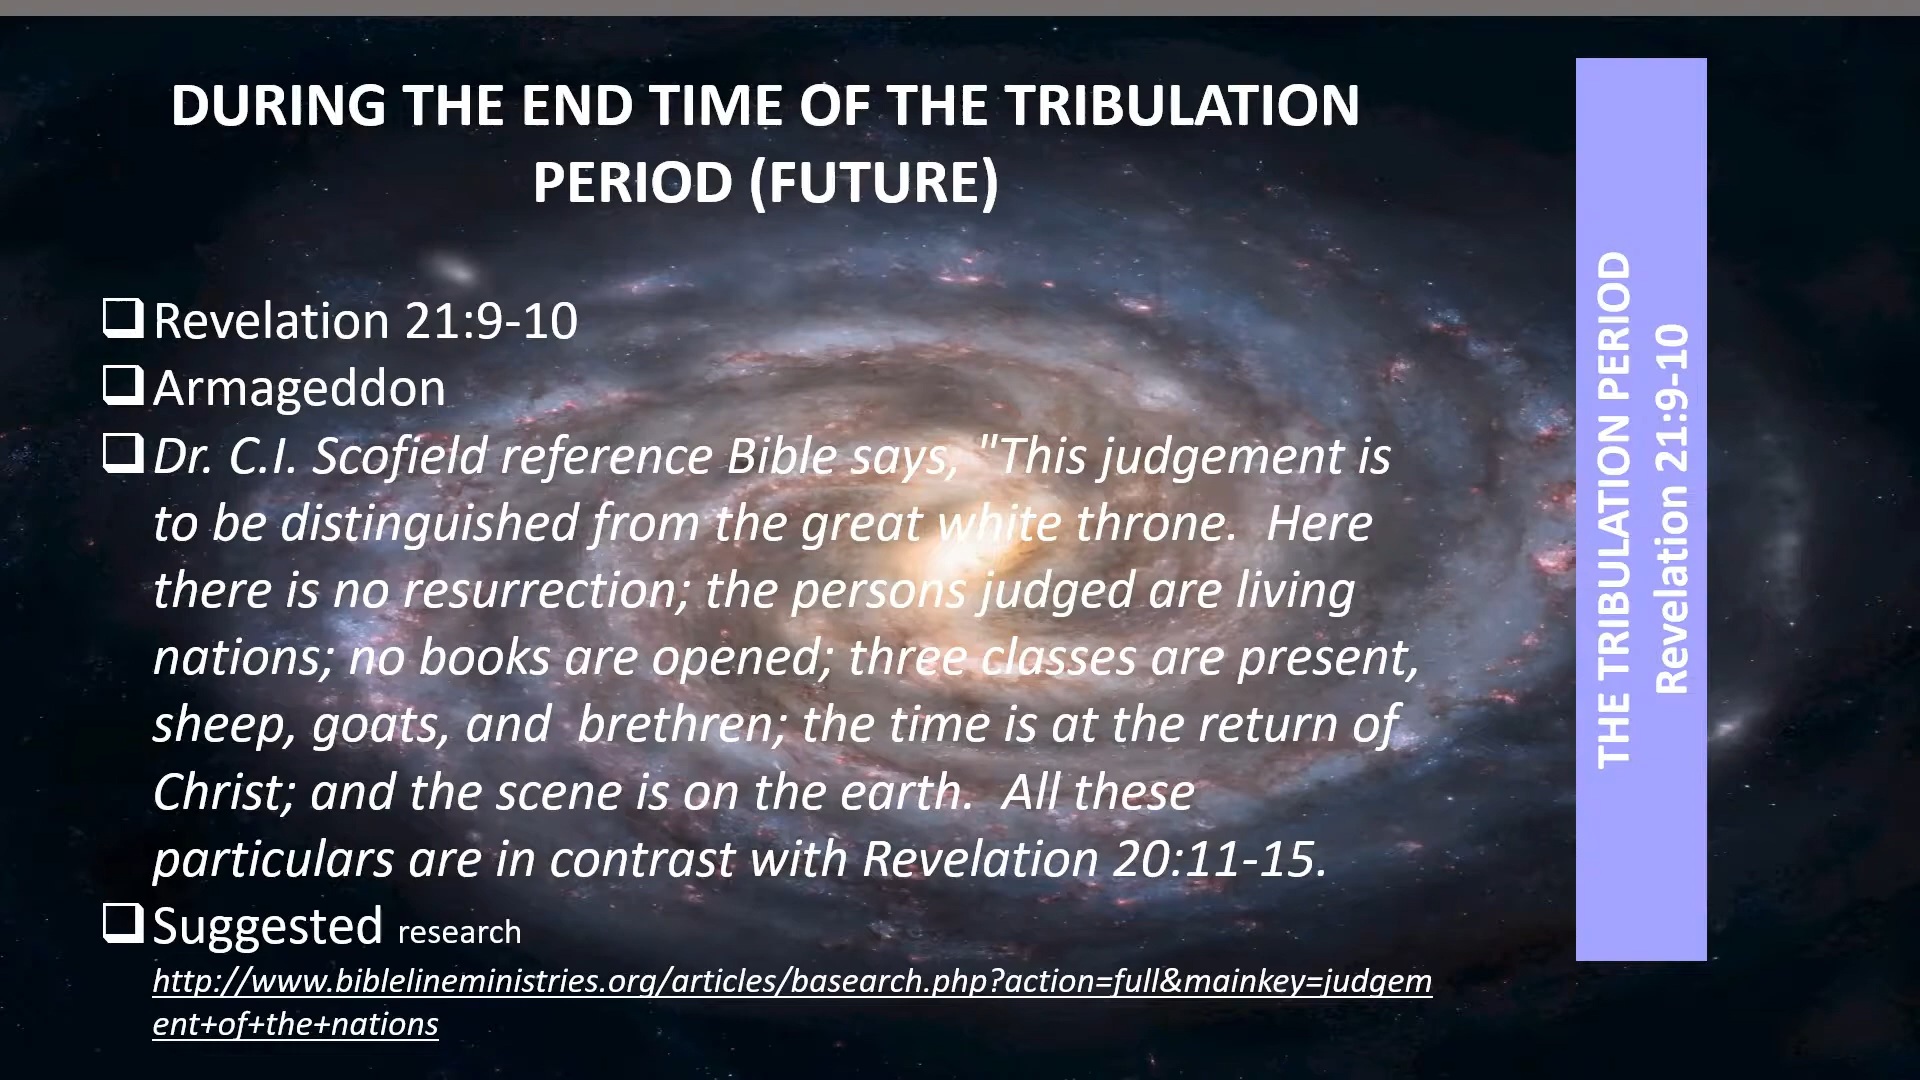 DURING THE END TIME OF THE TRIBULATION
PERIOD (FUTURE)
Revelation 21:9-10
Armageddon
Dr. C.I. Scofield reference Bible says, "This judgement is
to be distinguished from the great white throne.  Here
there is no resurrection; the persons judged are living
nations; no books are opened; three classes are present,
sheep, goats, and  brethren; the time is at the return of
Christ; and the scene is on the earth.  All these
particulars are in contrast with Revelation 20:11-15.
Suggested research
http://www.biblelineministries.org/articles/basearch.php?action=full&mainkey=judgem
ent+of+the+nations
THE TRIBULATION PERIOD
Revelation 21:9-10